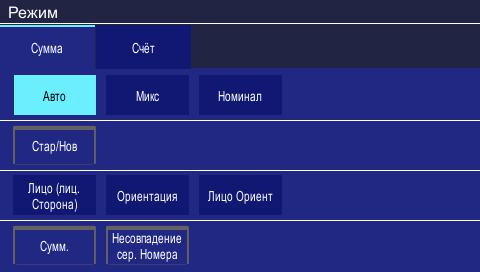 Режим
Сумма Счёт
Авто Микс Номинал
Стар/Нов
Лицо (лиц.
Сторона) Ориентация Лицо Ориент
Сумм. Несовпадение
сер. Номера